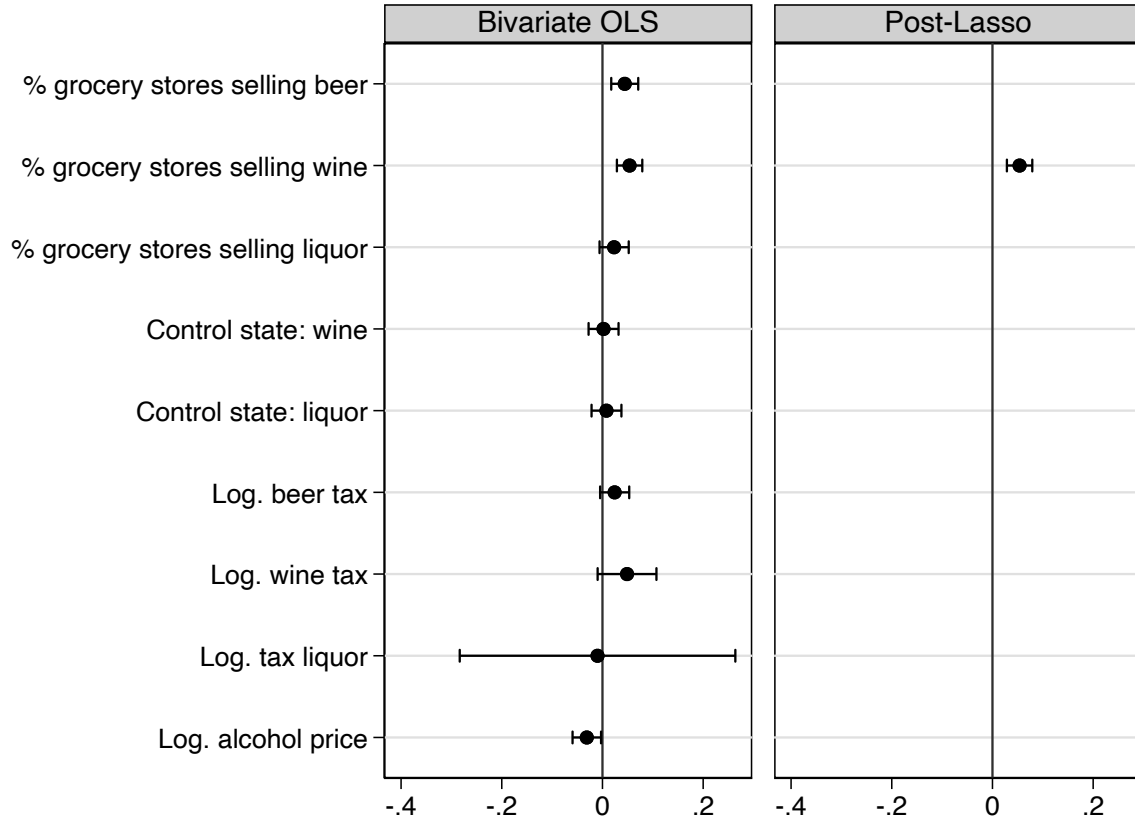 Bivariate OLS
Post-Lasso
% grocery stores selling beer
% grocery stores selling wine
% grocery stores selling liquor
Control state: wine
Control state: liquor
Log. beer tax
Log. wine tax
Log. tax liquor
Log. alcohol price
-.4 -.2 0 .2
-.4 -.2 0 .2